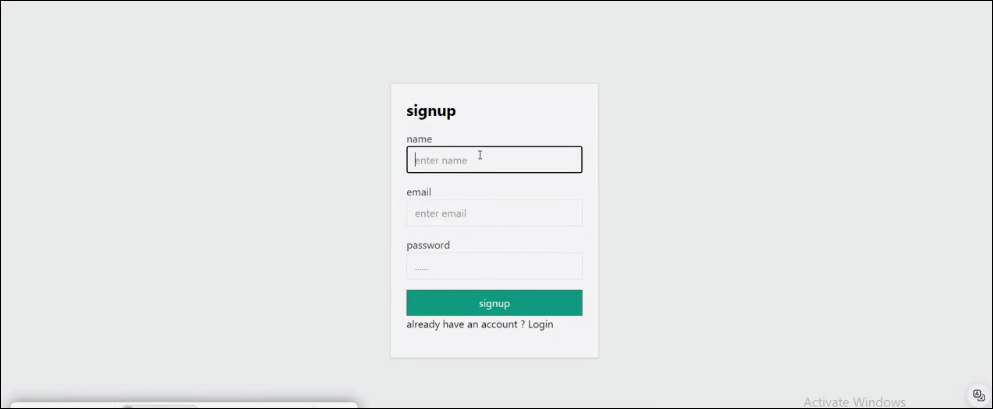 signup
name
enter name
email
enter email
password
......
signup
already have an account ? Login
Activate Windows